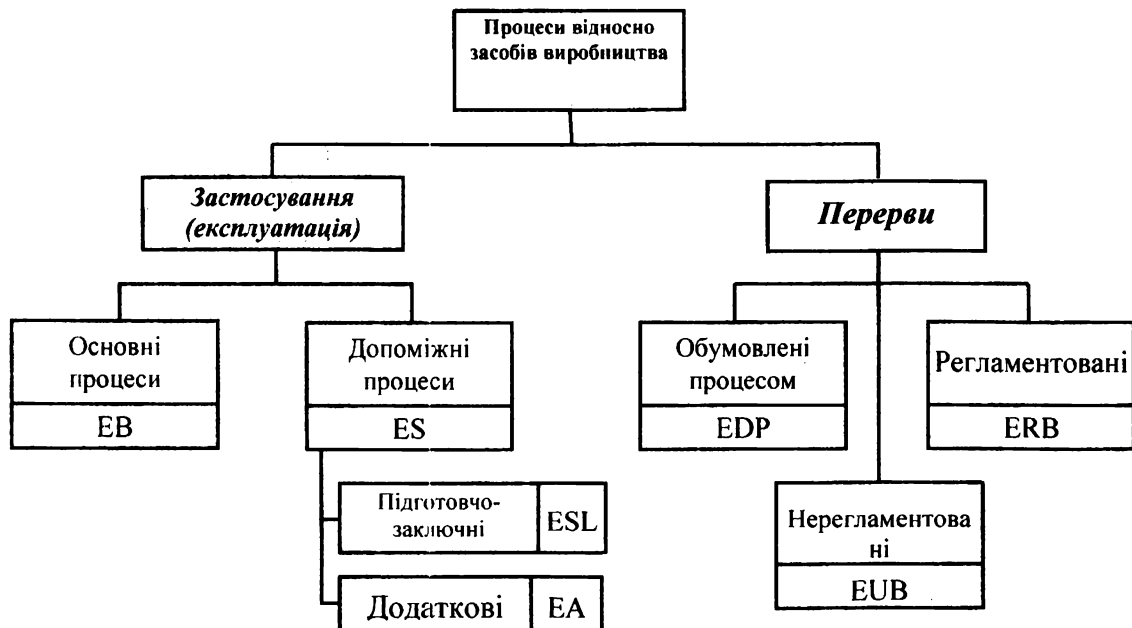 Процеси відносно
засобів виробництва
Застосування
(експлуатація)
Перерви
Основні
процеси
EB
Допоміжні
процеси
ES
Обумовлені
процесом
EDP
Регламентовані
ERB
Підготовчо-
заключні
ESL
Нерегламентова
ні
EUB
Додаткові
EA